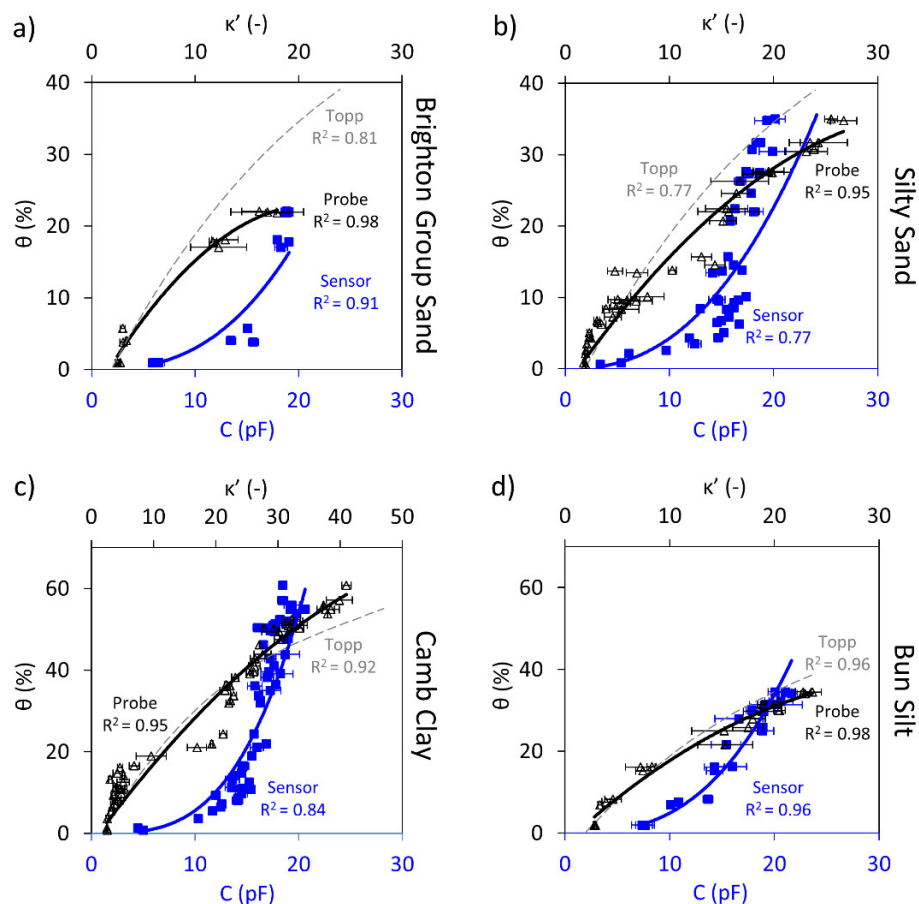 a)
κ’ (-)
0 10 20 30
40
30
20
10
0
θ (%)
Topp
R² = 0.81
Probe
R² = 0.98
Sensor
R² = 0.91
Brighton Group Sand
0 10 20 30
C (pF)
b)
κ’ (-)
0 10 20 30
40
30
20
10
0
θ (%)
Topp
R² = 0.77
Probe
R² = 0.95
Sensor
R² = 0.77
Silty Sand
0 10 20 30
C (pF)
c)
κ’ (-)
0 10 20 30 40 50
60
40
20
0
θ (%)
Topp
R² = 0.92
Probe
R² = 0.95
Sensor
R² = 0.84
Camb Clay
0 10 20 30
C (pF)
d)
κ’ (-)
0 10 20 30
60
40
20
0
θ (%)
Topp
R² = 0.96
Probe
R² = 0.98
Sensor
R² = 0.96
Bun Silt
0 10 20 30
C (pF)